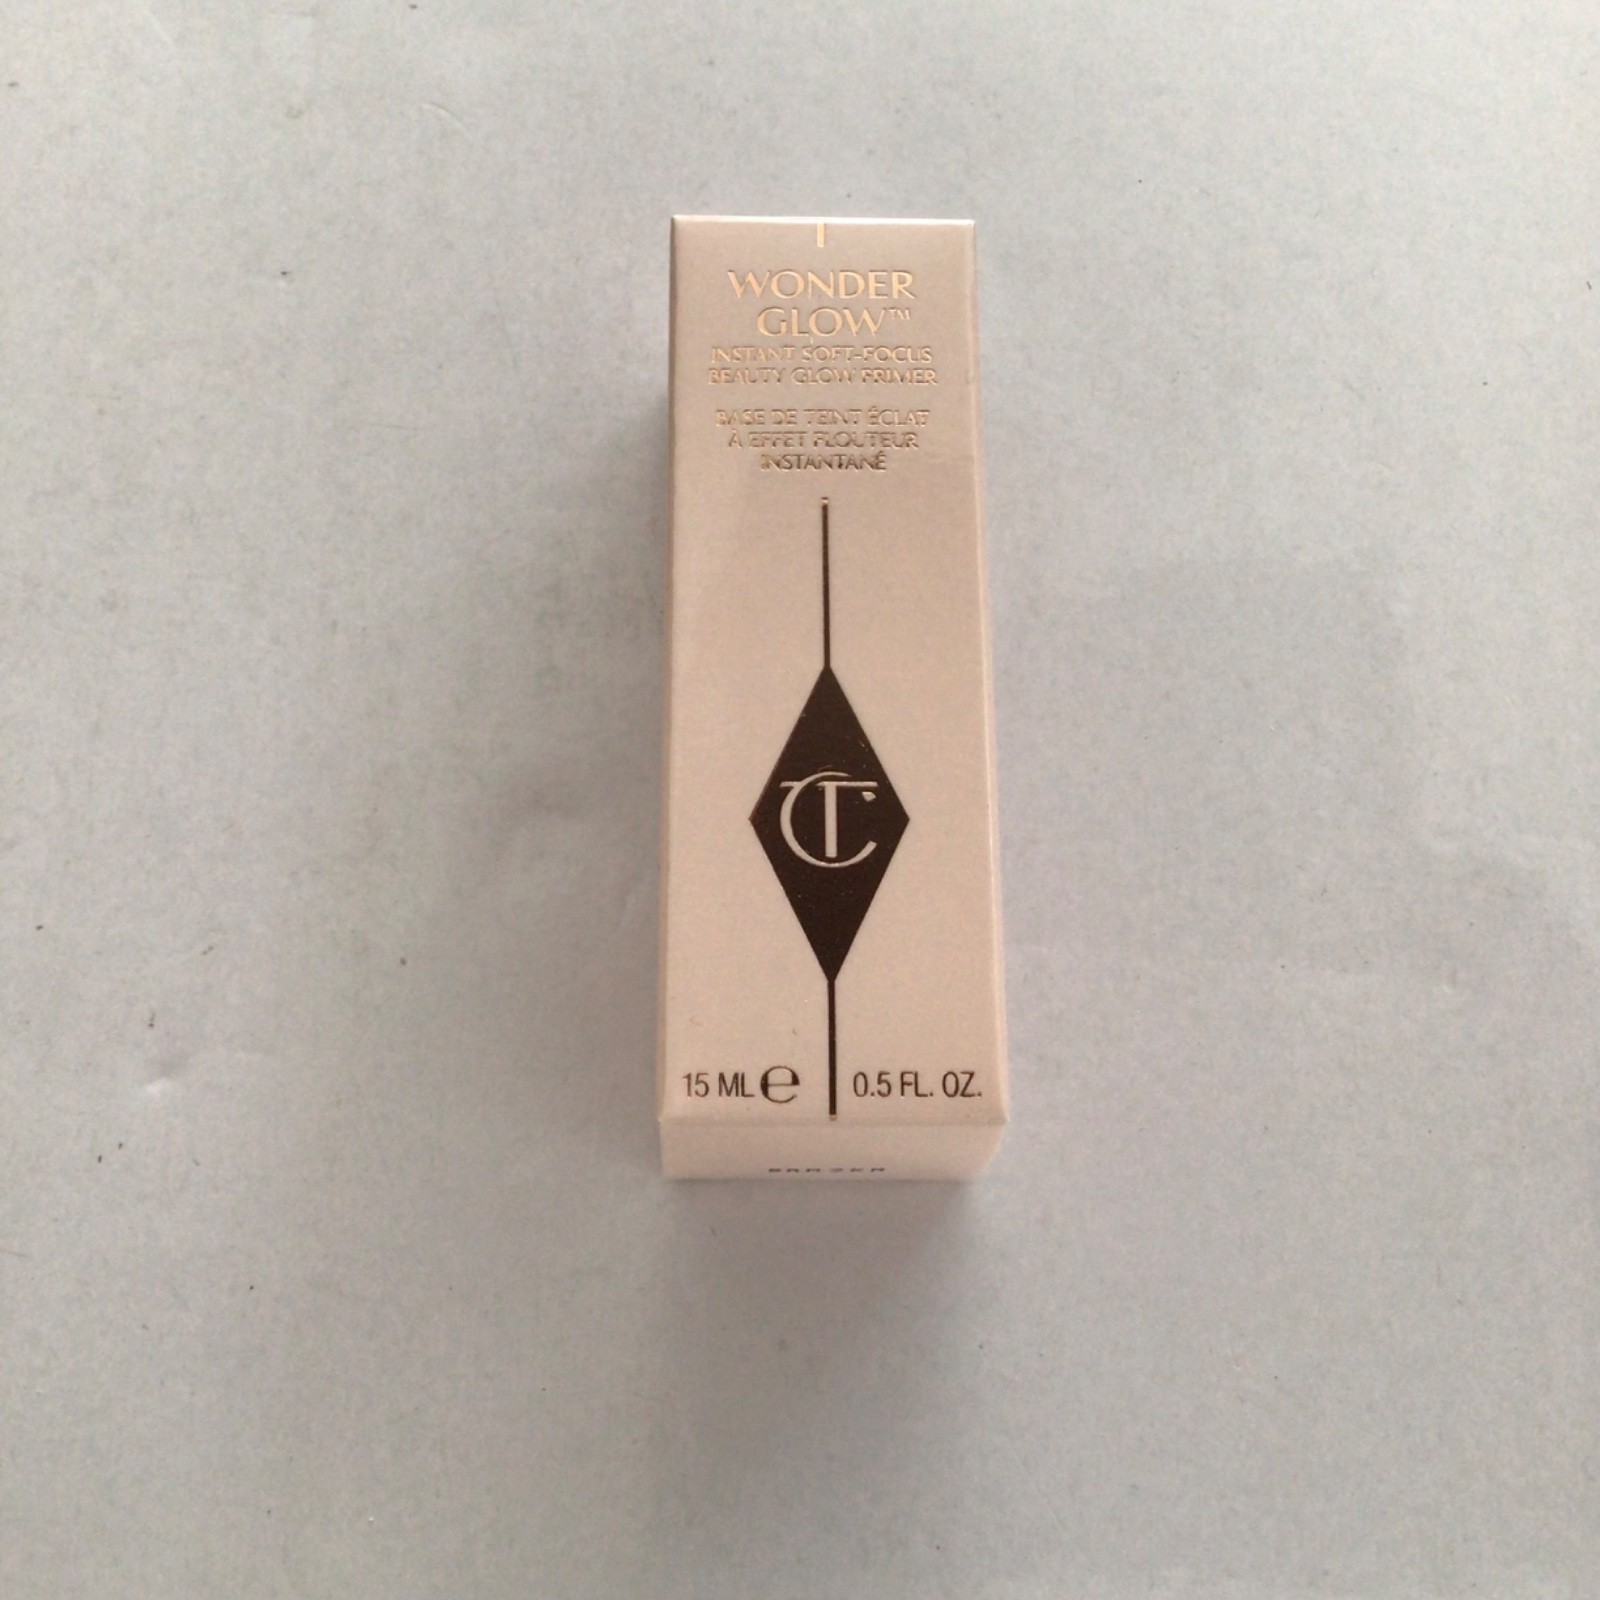 WONDER
GLOW™
INSTANT SOFT-FOCUS
BEAUTY GLOW PRIMER
BASE DE TEINT ÉCLAT
À EFFET FLOUTEUR
INSTANTANÉ
CT
15 ML℮ 0.5 FL. OZ.